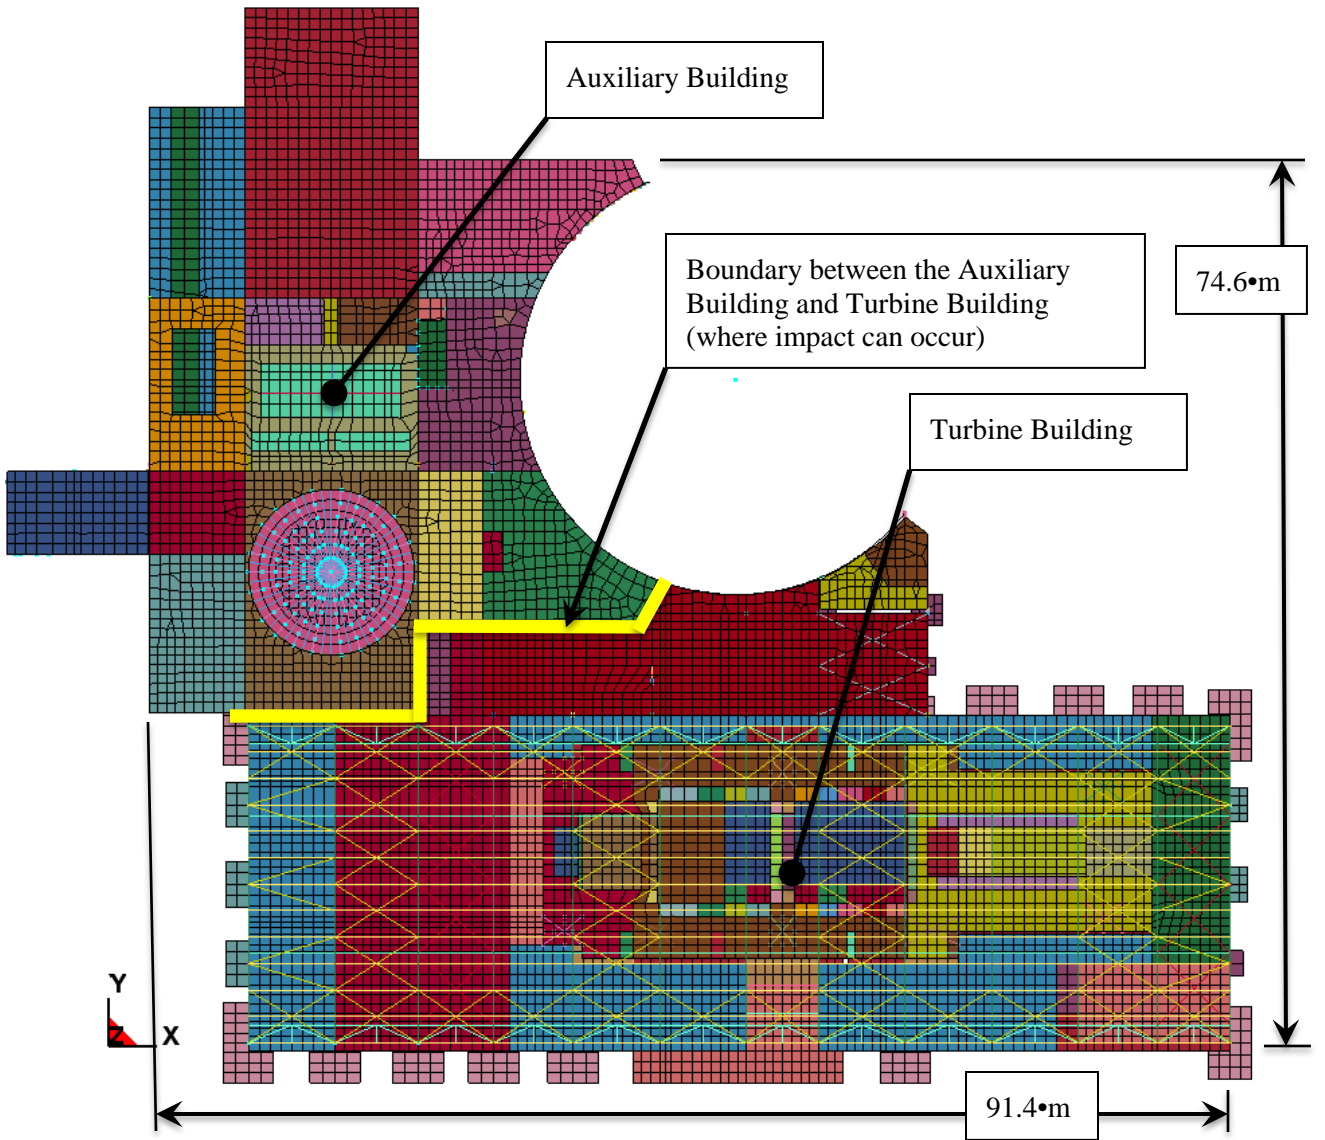 Auxiliary Building
Boundary between the Auxiliary
Building and Turbine Building
(where impact can occur)
74.6•m
Turbine Building
Y
Z
X
91.4•m